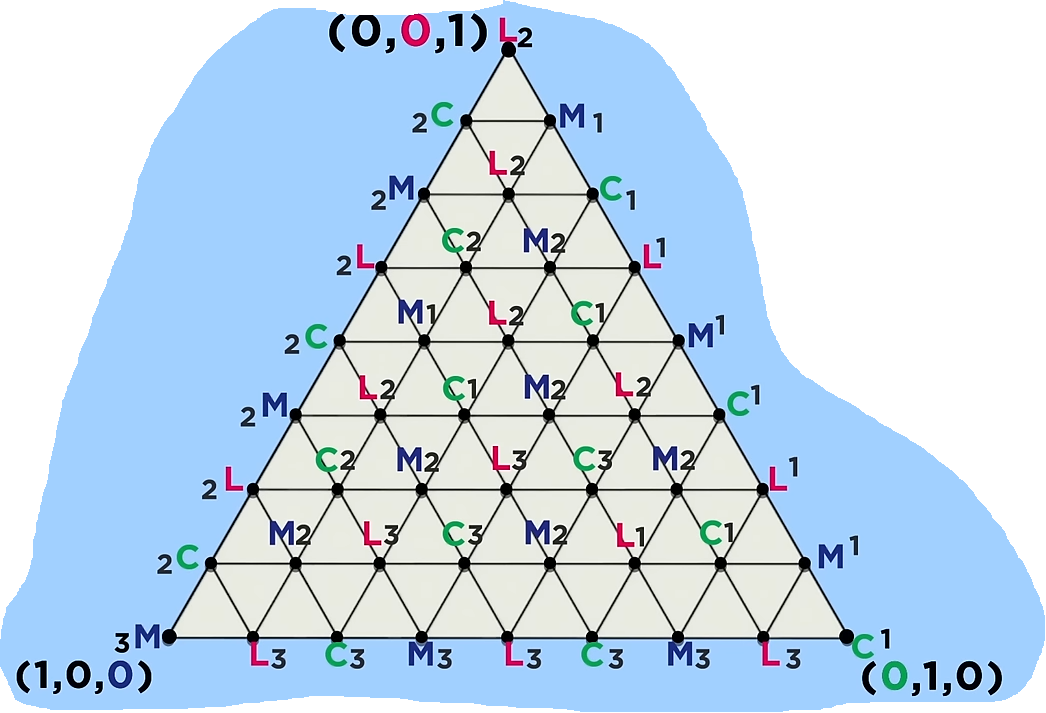 (0,0,1) L2
2C M1
L2
2M C1
C2 M2
2L L1
M1 L2 C1
2C M1
L2 C1 M2 L2
2M C1
C2 M2 L3 C3 M2
2L L1
M2 L3 C3 M2 L1 C1
2C M1
3M C1
L3 C3 M3 L3 C3 M3 L3
(1,0,0) (0,1,0)